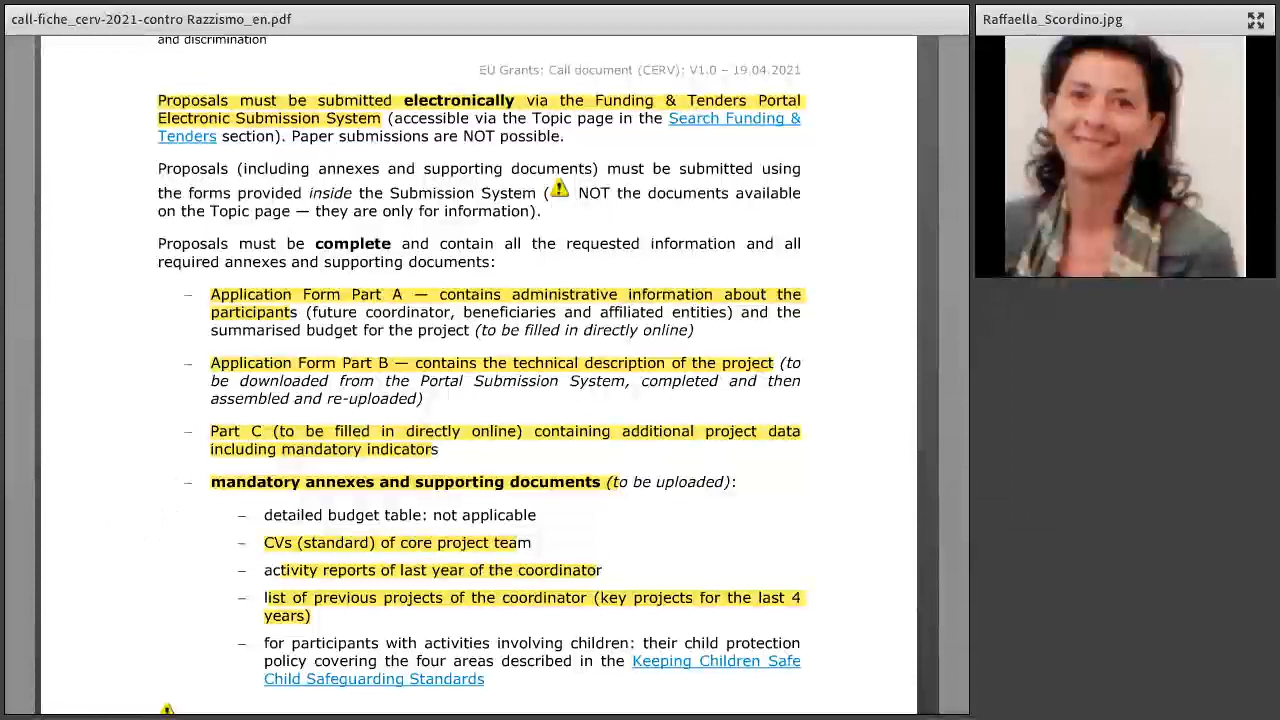 call-fiche_cerv-2021-contro Razzismo_en.pdf
Raffaella_Scordino.jpg
and discrimination
EU Grants: Call document (CERV): V1.0 – 19.04.2021
Proposals must be submitted electronically via the Funding & Tenders Portal
Electronic Submission System (accessible via the Topic page in the Search Funding &
Tenders section). Paper submissions are NOT possible.
Proposals (including annexes and supporting documents) must be submitted using
the forms provided inside the Submission System (⚠ NOT the documents available
on the Topic page — they are only for information).
Proposals must be complete and contain all the requested information and all
required annexes and supporting documents:
– Application Form Part A — contains administrative information about the
participants (future coordinator, beneficiaries and affiliated entities) and the
summarised budget for the project (to be filled in directly online)
– Application Form Part B — contains the technical description of the project (to
be downloaded from the Portal Submission System, completed and then
assembled and re-uploaded)
– Part C (to be filled in directly online) containing additional project data
including mandatory indicators
– mandatory annexes and supporting documents (to be uploaded):
– detailed budget table: not applicable
– CVs (standard) of core project team
– activity reports of last year of the coordinator
– list of previous projects of the coordinator (key projects for the last 4
years)
– for participants with activities involving children: their child protection
policy covering the four areas described in the Keeping Children Safe
Child Safeguarding Standards